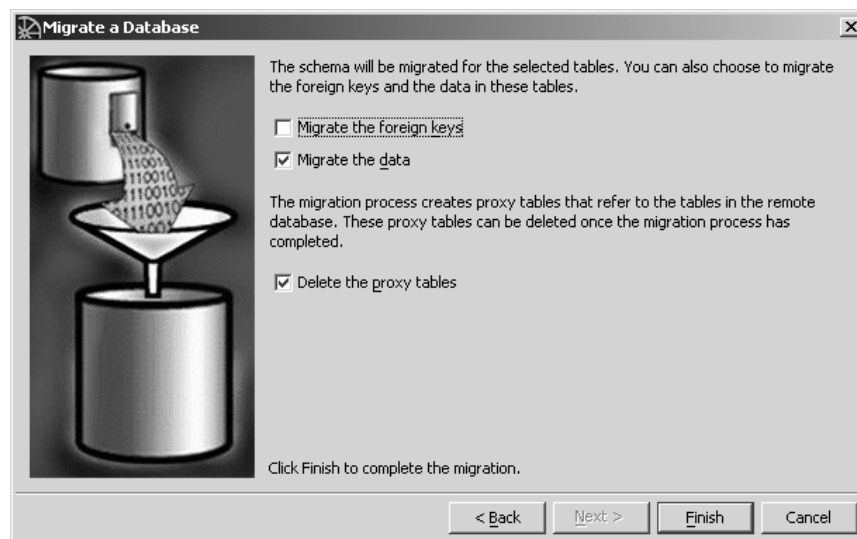 Migrate a Database
The schema will be migrated for the selected tables. You can also choose to migrate
the foreign keys and the data in these tables.
Migrate the foreign keys
Migrate the data
The migration process creates proxy tables that refer to the tables in the remote
database. These proxy tables can be deleted once the migration process has
completed.
Delete the proxy tables
Click Finish to complete the migration.
< Back
Next >
Finish
Cancel